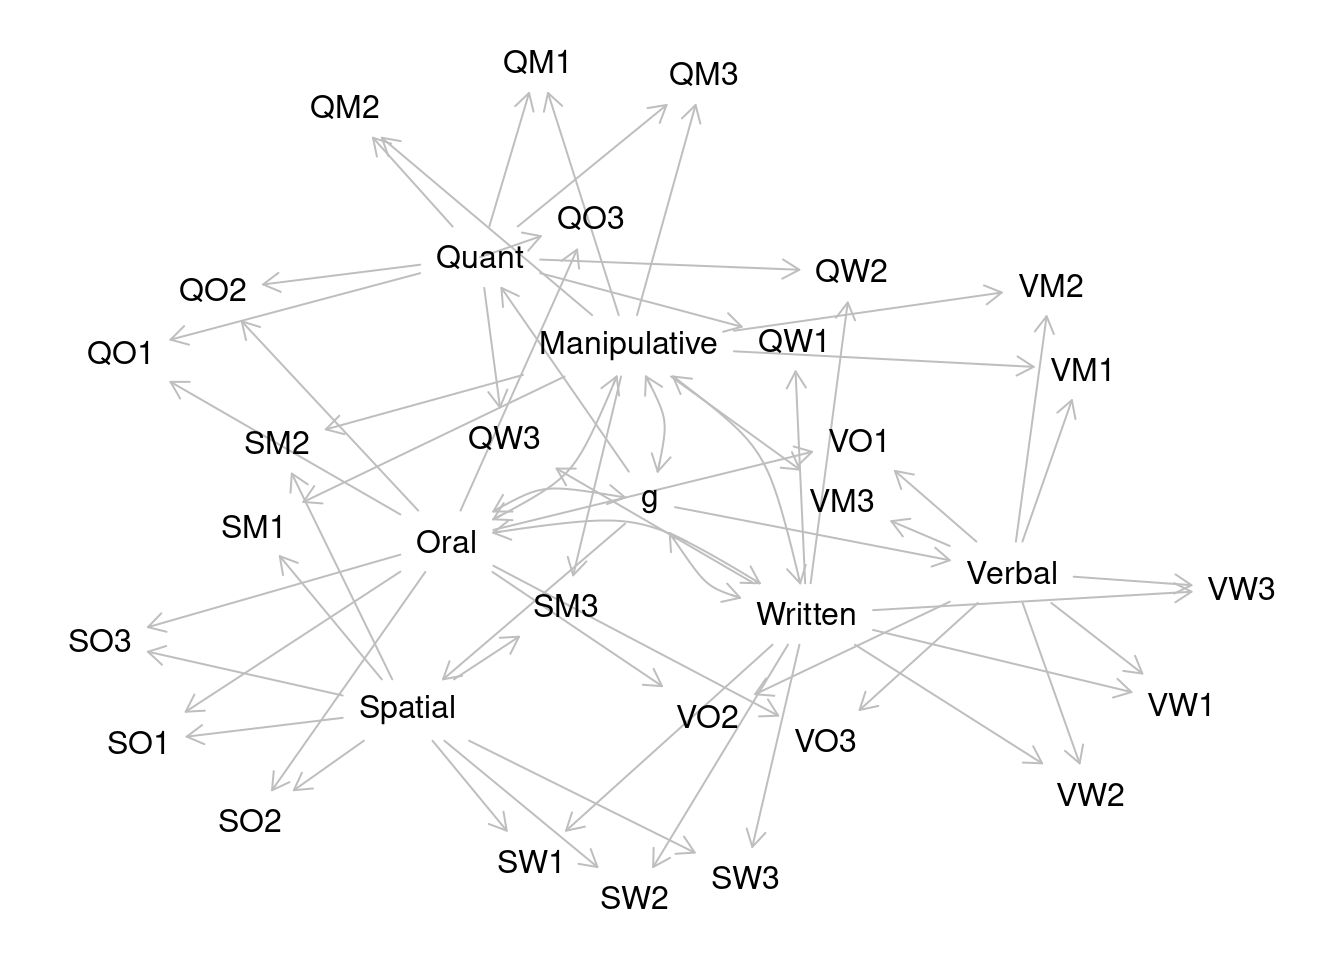 QM1
QM3
QM2
QO3
Quant
QW2
QO2
VM2
Manipulative
QW1
QO1
VM1
SM2
QW3
VO1
g
VM3
SM1
Oral
Verbal
VW3
SM3
Written
SO3
Spatial
VW1
VO2
SO1
VO3
VW2
SO2
SW1
SW3
SW2